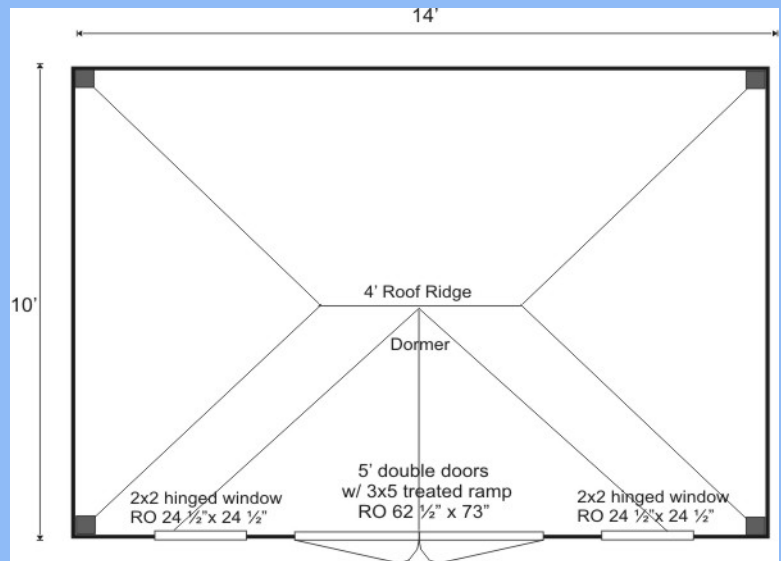 14’
10’
4’ Roof Ridge
Dormer
5’ double doors
w/ 3x5 treated ramp
RO 62 ½” x 73”
2x2 hinged window
RO 24 ½”x 24 ½”
2x2 hinged window
RO 24 ½”x 24 ½”